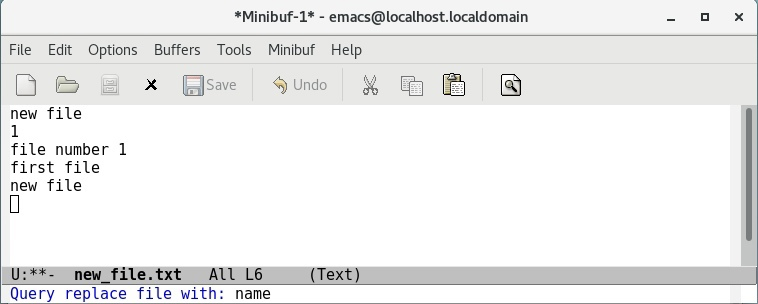 *Minibuf-1* - emacs@localhost.localdomain
File Edit Options Buffers Tools Minibuf Help
Save Undo
new file
1
file number 1
first file
new file
U:**-  new_file.txt   All L6     (Text)
Query replace file with: name